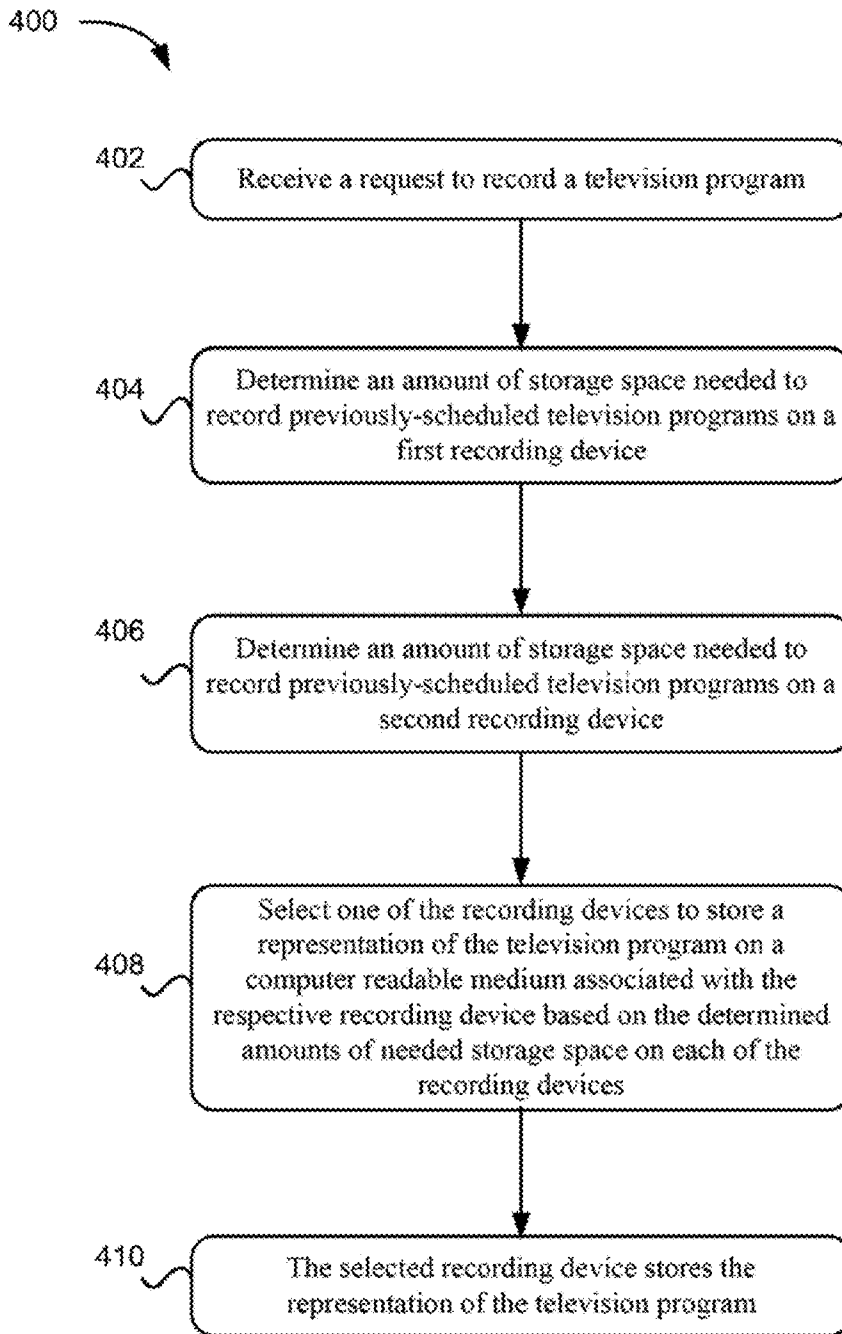 400
402
Receive a request to record a television program
404
Determine an amount of storage space needed to
record previously-scheduled television programs on a
first recording device
406
Determine an amount of storage space needed to
record previously-scheduled television programs on a
second recording device
408
Select one of the recording devices to store a
representation of the television program on a
computer readable medium associated with the
respective recording device based on the determined
amounts of needed storage space on each of the
recording devices
410
The selected recording device stores the
representation of the television program